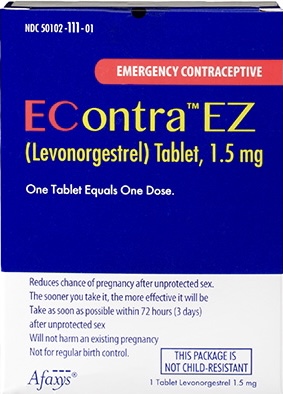 NDC 50102-111-01
EMERGENCY CONTRACEPTIVE
EContra™ EZ
(Levonorgestrel) Tablet, 1.5 mg
One Tablet Equals One Dose.
Reduces chance of pregnancy after unprotected sex.
The sooner you take it, the more effective it will be
Take as soon as possible within 72 hours (3 days)
after unprotected sex
Will not harm an existing pregnancy
Not for regular birth control.
THIS PACKAGE IS
NOT CHILD-RESISTANT
Afaxys®
1 Tablet Levonorgestrel 1.5 mg